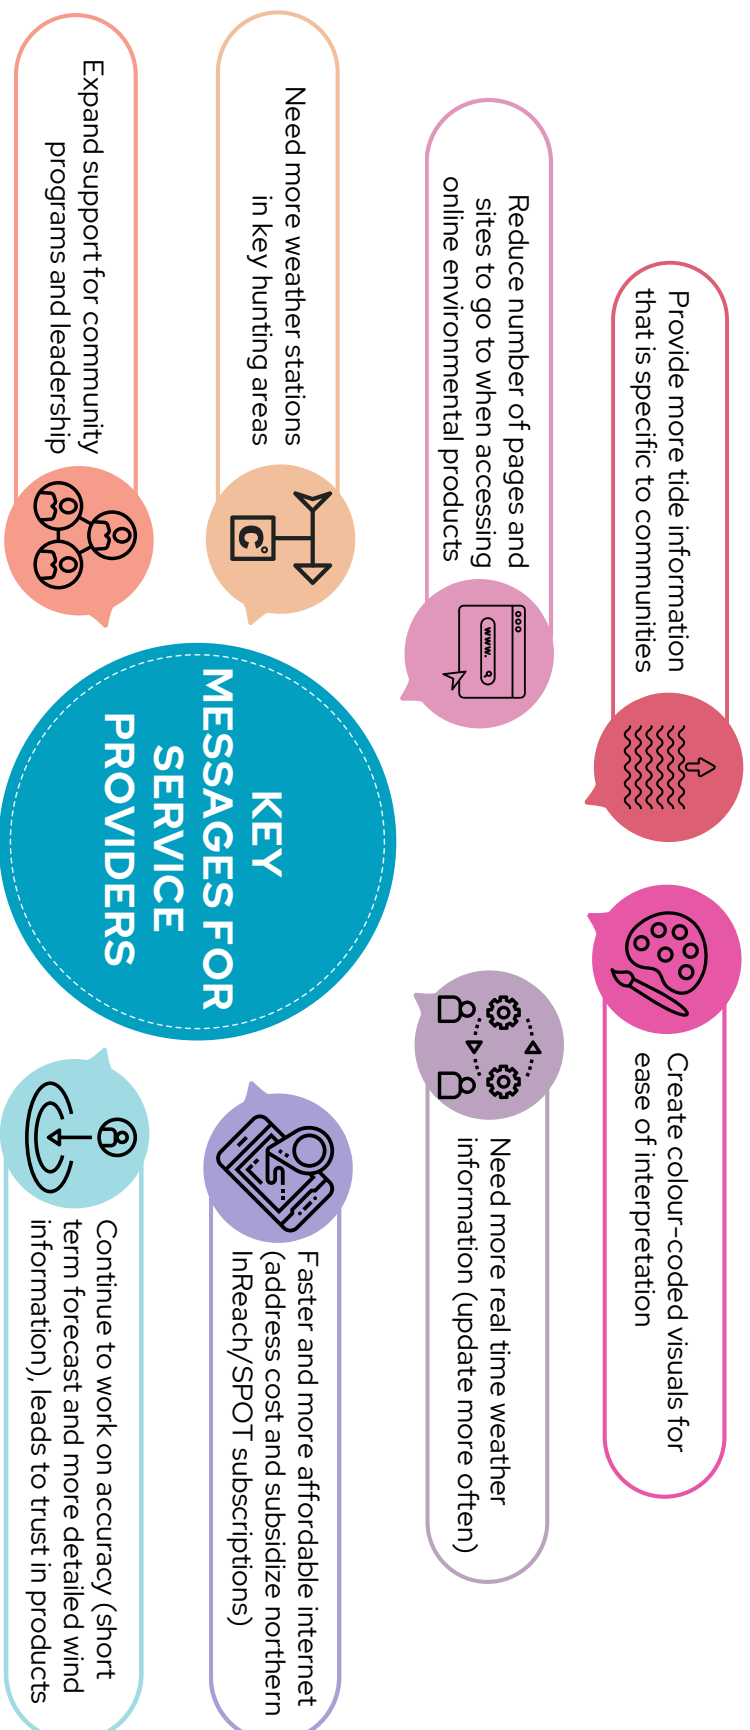 Provide more tide information
that is specific to communities
Create colour-coded visuals for
ease of interpretation
Reduce number of pages and
sites to go to when accessing
online environmental products
www.
Need more real time weather
information (update more often)
Need more weather stations
in key hunting areas
°C
Faster and more affordable internet
(address cost and subsidize northern
InReach/SPOT subscriptions)
KEY
MESSAGES FOR
SERVICE
PROVIDERS
Expand support for community
programs and leadership
Continue to work on accuracy (short
term forecast and more detailed wind
information), leads to trust in products